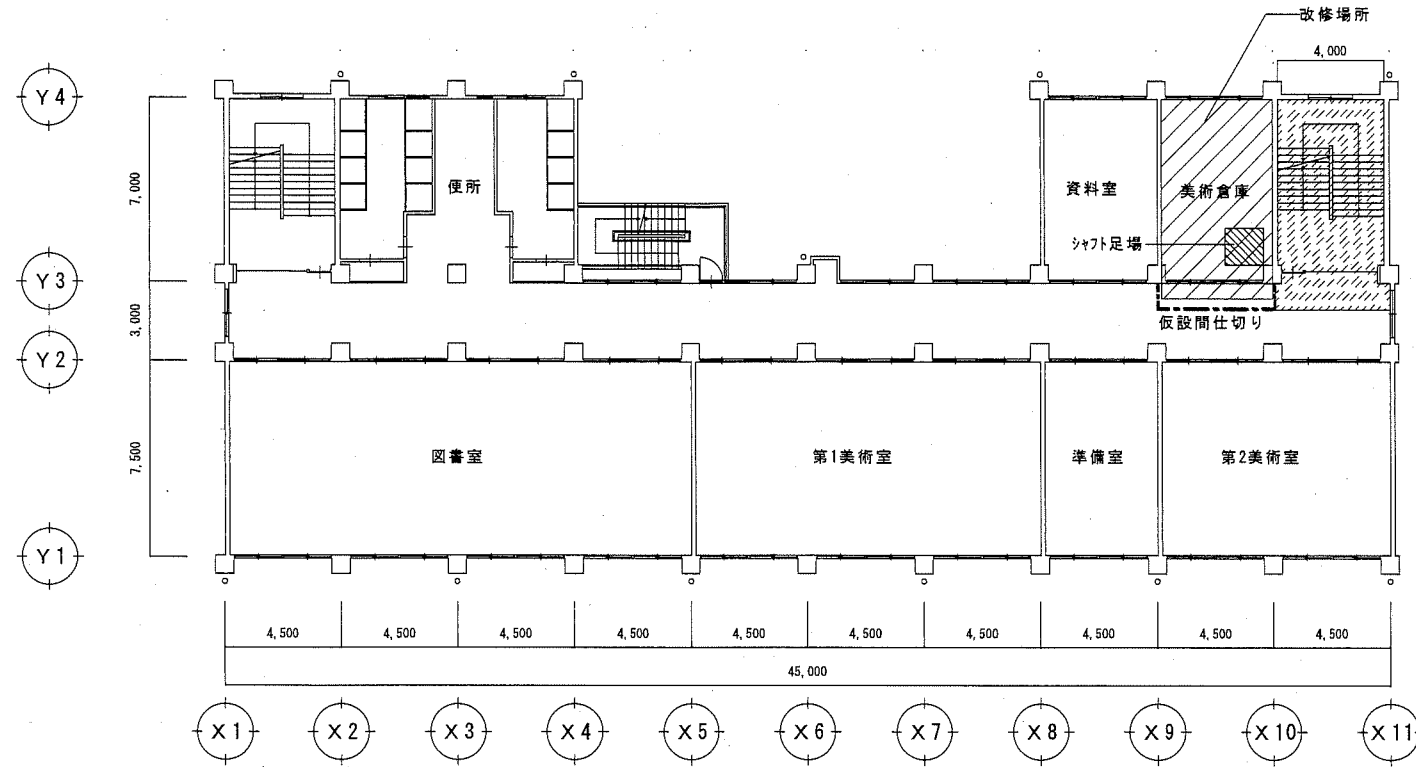 改修場所
4,000
Y4
7,000
便所
資料室
美術倉庫
シャフト足場
Y3
3,000
仮設間仕切り
Y2
7,500
図書室
第1美術室
準備室
第2美術室
Y1
4,500 4,500 4,500 4,500 4,500 4,500 4,500 4,500 4,500 4,500
45,000
X1 X2 X3 X4 X5 X6 X7 X8 X9 X10 X11